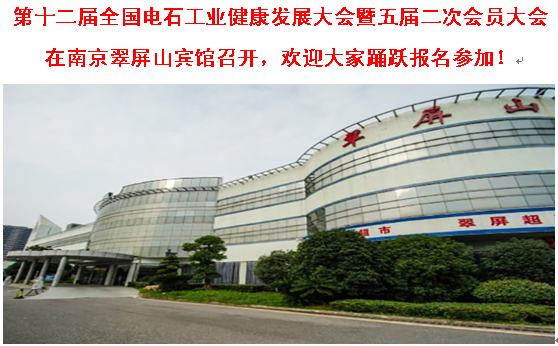 第十二届全国电石工业健康发展大会暨五届二次会员大会
在南京翠屏山宾馆召开，欢迎大家踊跃报名参加！
翠屏山
超市 翠屏超